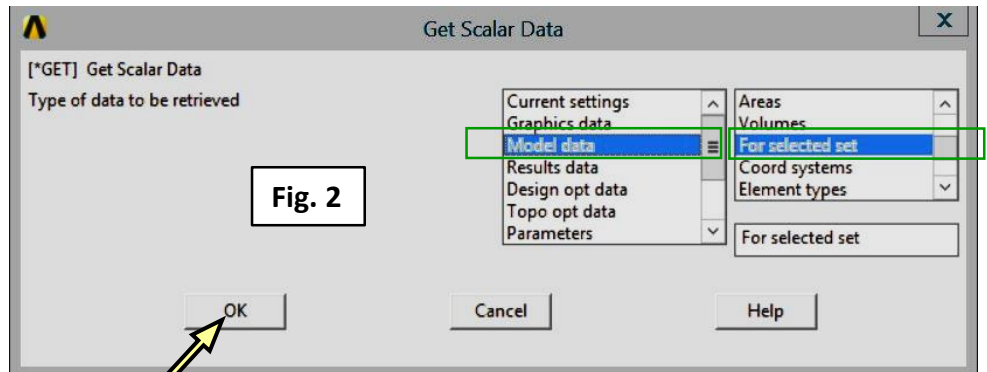 Get Scalar Data
X
[*GET] Get Scalar Data
Type of data to be retrieved
Current settings
Graphics data
Model data
Results data
Design opt data
Topo opt data
Parameters
Areas
Volumes
For selected set
Coord systems
Element types
For selected set
Fig. 2
OK
Cancel
Help